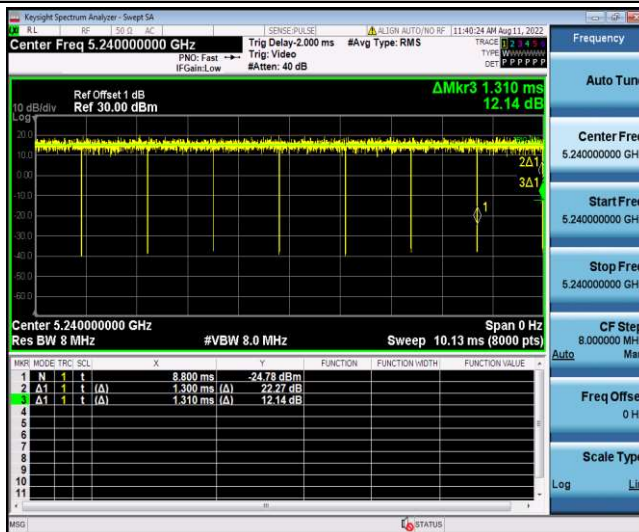 Keysight Spectrum Analyzer - Swept SA
RL RF 50 Ω AC SENSE:PULSE ALIGN AUTO/NO RF 11:40:24 AM Aug 11, 2022
Center Freq 5.240000000 GHz
PNO: Fast
IFGain:Low
Trig Delay-2.000 ms
Trig: Video
#Atten: 40 dB
#Avg Type: RMS
TRACE 1 2 3 4 5 6
TYPE WWWWWW
DET P P P P P P
ΔMkr3 1.310 ms
12.14 dB
Ref Offset 1 dB
10 dB/div Ref 30.00 dBm
Log
20.0
10.0
0.00
-10.0
-20.0
-30.0
-40.0
-50.0
-60.0
2Δ1
3Δ1
1
Center 5.240000000 GHz Span 0 Hz
Res BW 8 MHz #VBW 8.0 MHz Sweep 10.13 ms (8000 pts)
MKR MODE TRC SCL X Y FUNCTION FUNCTION WIDTH FUNCTION VALUE
1 N 1 t 8.800 ms -24.78 dBm
2 Δ1 1 t (Δ) 1.300 ms (Δ) 22.27 dB
3 Δ1 1 t (Δ) 1.310 ms (Δ) 12.14 dB
4
5
6
7
8
9
10
11
MSG STATUS
Frequency
Auto Tun
Center Fre
5.240000000 GH
Start Fre
5.240000000 GH
Stop Fre
5.240000000 GH
CF Step
8.000000 MH
Auto Ma
Freq Offse
0 H
Scale Type
Log Li